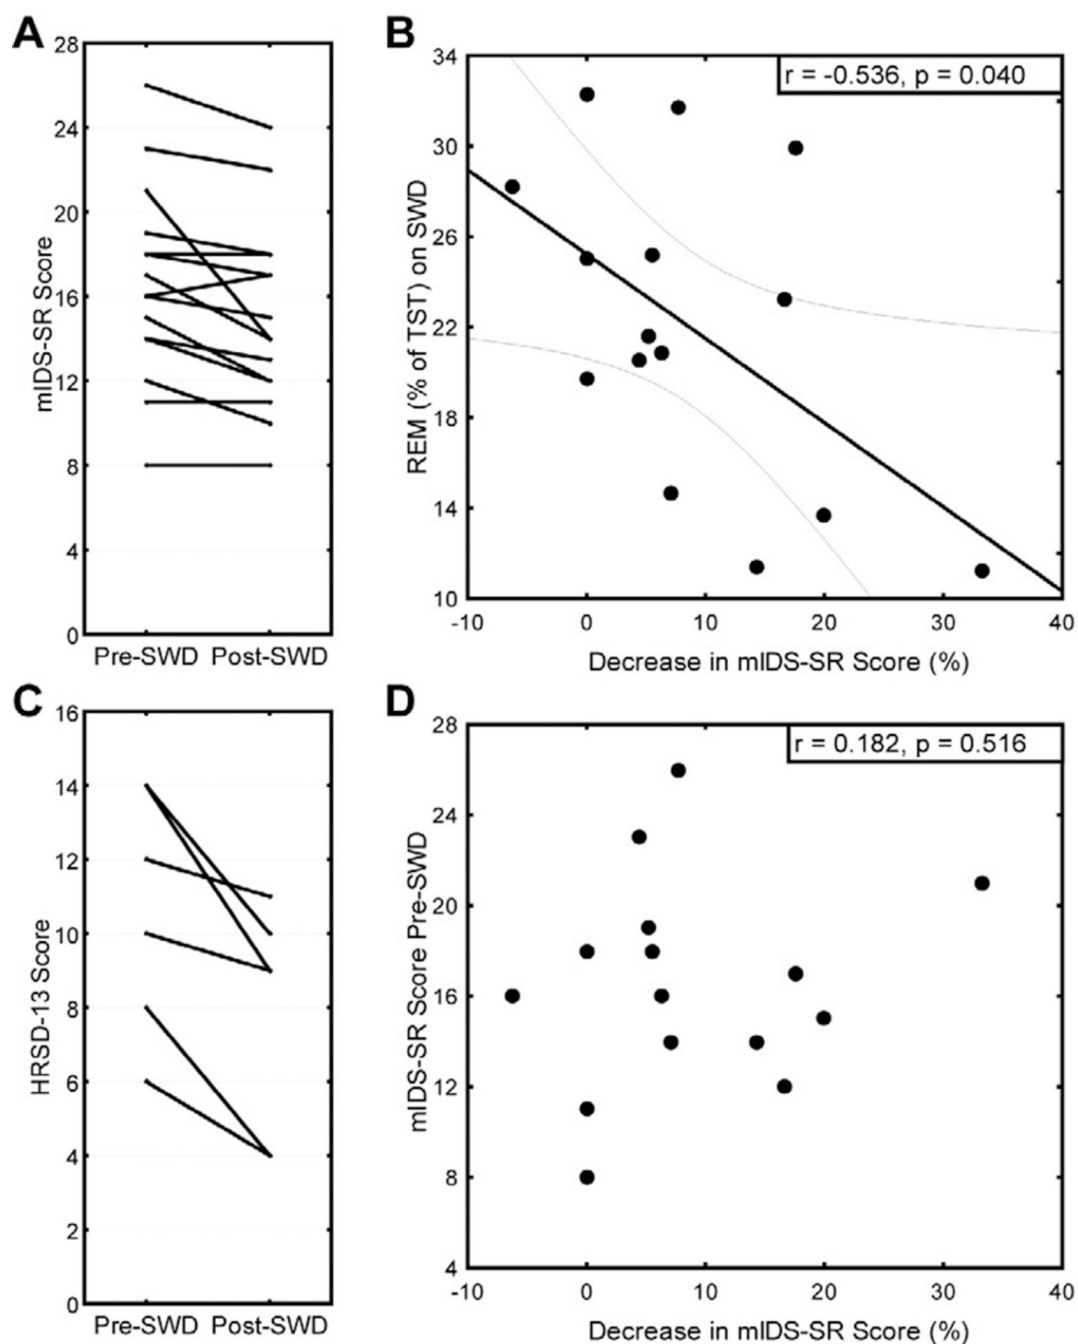 A
28
24
20
16
12
8
4
0
mIDS-SR Score
Pre-SWD Post-SWD
B
r = -0.536, p = 0.040
34
30
26
22
18
14
10
REM (% of TST) on SWD
-10 0 10 20 30 40
Decrease in mIDS-SR Score (%)
C
16
14
12
10
8
6
4
2
0
HRSD-13 Score
Pre-SWD Post-SWD
D
r = 0.182, p = 0.516
28
24
20
16
12
8
4
mIDS-SR Score Pre-SWD
-10 0 10 20 30 40
Decrease in mIDS-SR Score (%)